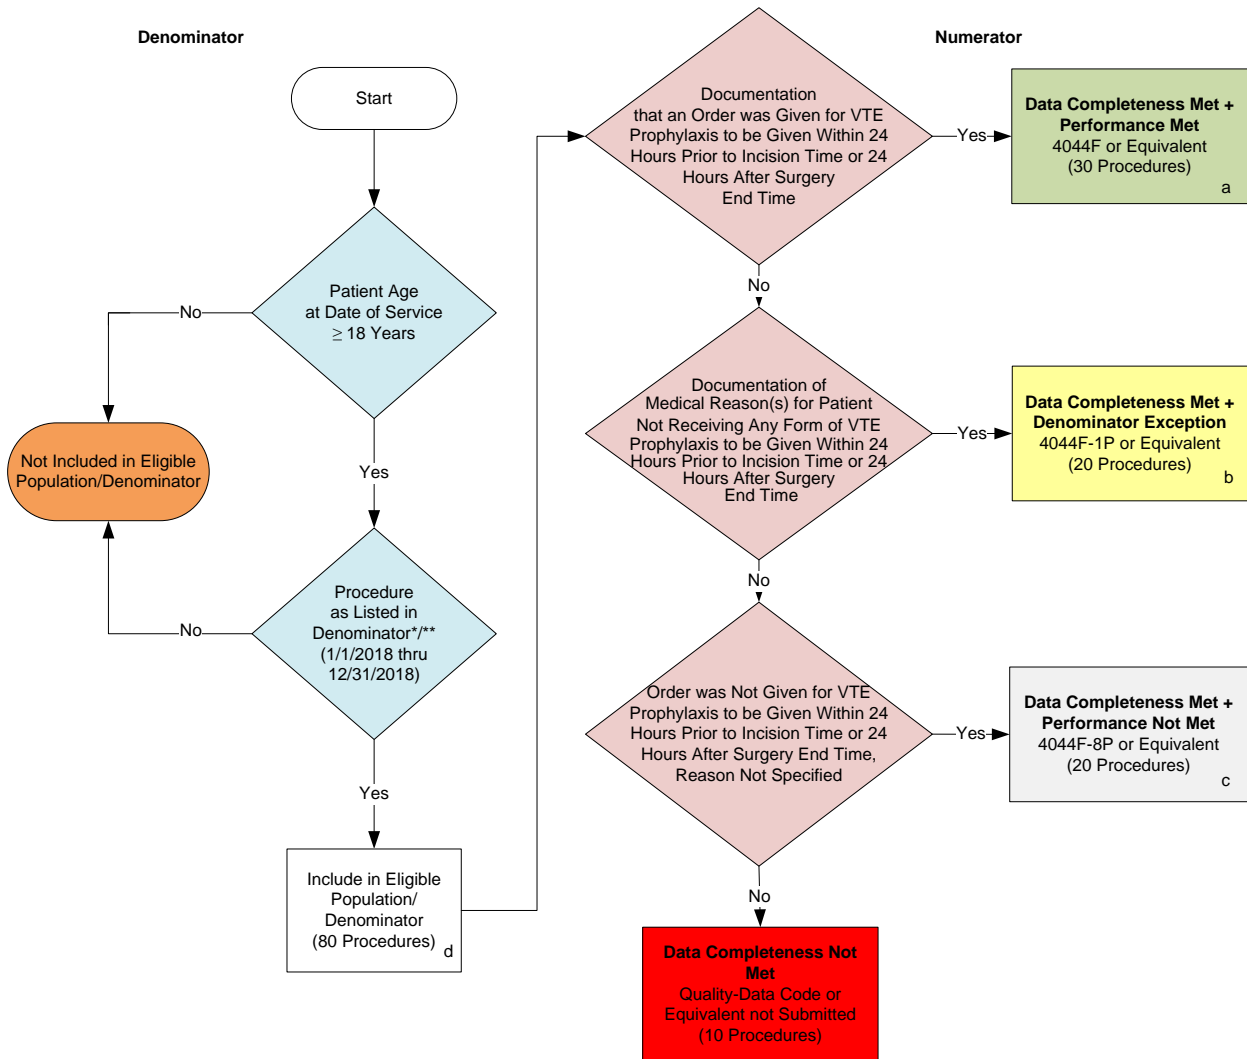 Denominator
Numerator
Start
Patient Age
at Date of Service
≥ 18 Years
No
Yes
Not Included in Eligible
Population/Denominator
Procedure
as Listed in
Denominator*/**
(1/1/2018 thru
12/31/2018)
No
Yes
Include in Eligible
Population/
Denominator
(80 Procedures)
d
Documentation
that an Order was Given for VTE
Prophylaxis to be Given Within 24
Hours Prior to Incision Time or 24
Hours After Surgery
End Time
Yes
Data Completeness Met +
Performance Met
4044F or Equivalent
(30 Procedures)
a
No
Documentation of
Medical Reason(s) for Patient
Not Receiving Any Form of VTE
Prophylaxis to be Given Within 24
Hours Prior to Incision Time or 24
Hours After Surgery
End Time
Yes
Data Completeness Met +
Denominator Exception
4044F-1P or Equivalent
(20 Procedures)
b
No
Order was Not Given for VTE
Prophylaxis to be Given Within 24
Hours Prior to Incision Time or 24
Hours After Surgery End Time,
Reason Not Specified
Yes
Data Completeness Met +
Performance Not Met
4044F-8P or Equivalent
(20 Procedures)
c
No
Data Completeness Not
Met
Quality-Data Code or
Equivalent not Submitted
(10 Procedures)